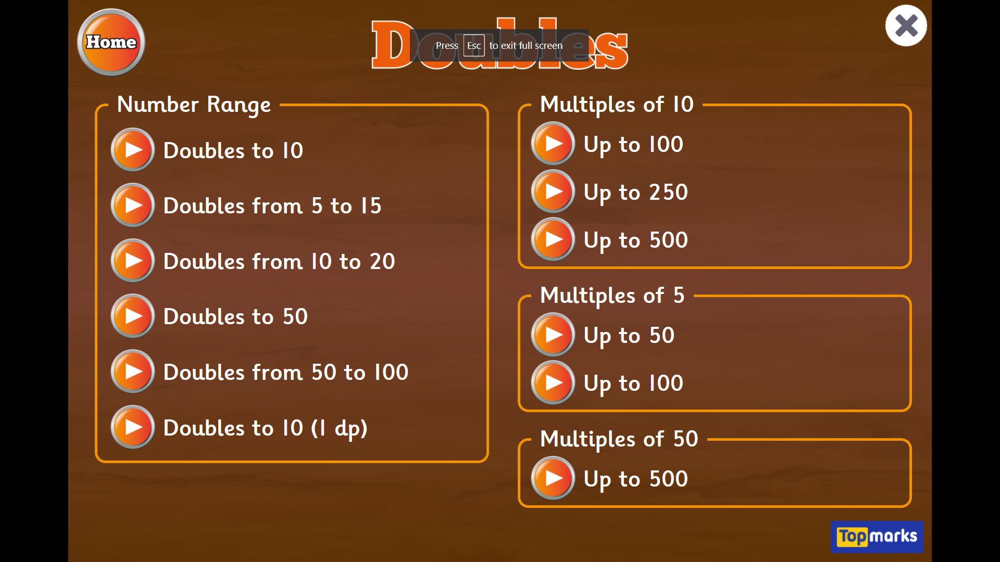 Home
Doubles
Press Esc to exit full screen
Number Range
Doubles to 10
Doubles from 5 to 15
Doubles from 10 to 20
Doubles to 50
Doubles from 50 to 100
Doubles to 10 (1 dp)
Multiples of 10
Up to 100
Up to 250
Up to 500
Multiples of 5
Up to 50
Up to 100
Multiples of 50
Up to 500
Topmarks